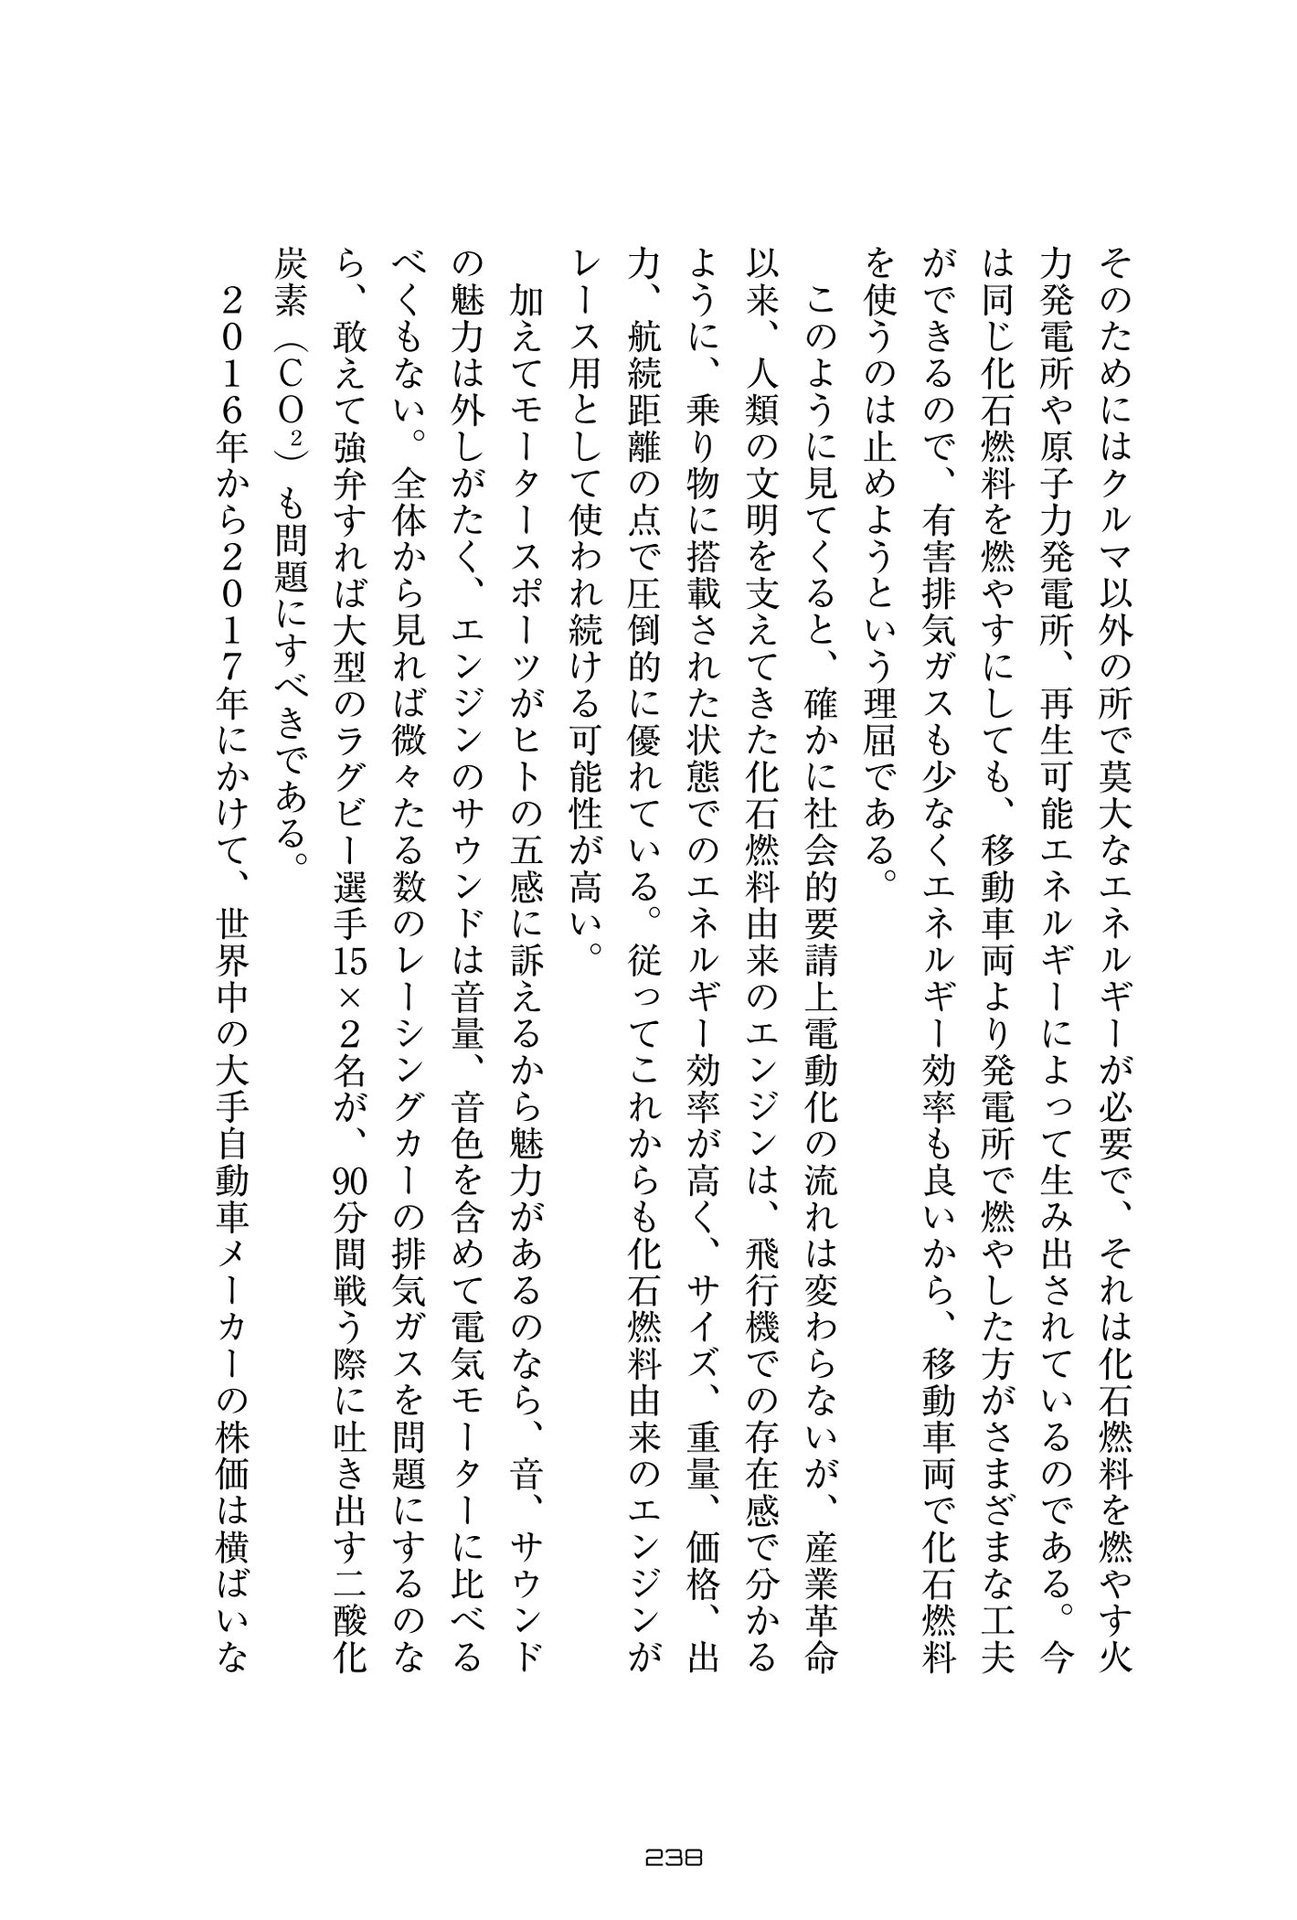 そのためにはクルマ以外の所で莫大なエネルギーが必要で、それは化石燃料を燃やす火
力発電所や原子力発電所、再生可能エネルギーによって生み出されているのである。今
は同じ化石燃料を燃やすにしても、移動車両より発電所で燃やした方がさまざまな工夫
ができるので、有害排気ガスも少なくエネルギー効率も良いから、移動車両で化石燃料
を使うのは止めようという理屈である。
　このように見てくると、確かに社会的要請上電動化の流れは変わらないが、産業革命
以来、人類の文明を支えてきた化石燃料由来のエンジンは、飛行機での存在感で分かる
ように、乗り物に搭載された状態でのエネルギー効率が高く、サイズ、重量、価格、出
力、航続距離の点で圧倒的に優れている。従ってこれからも化石燃料由来のエンジンが
レース用として使われ続ける可能性が高い。
　加えてモータースポーツがヒトの五感に訴えるから魅力があるのなら、音、サウンド
の魅力は外しがたく、エンジンのサウンドは音量、音色を含めて電気モーターに比べる
べくもない。全体から見れば微々たる数のレーシングカーの排気ガスを問題にするのな
ら、敢えて強弁すれば大型のラグビー選手15×2名が、90分間戦う際に吐き出す二酸化
炭素（CO₂）も問題にすべきである。
　2016年から2017年にかけて、世界中の大手自動車メーカーの株価は横ばいな
238